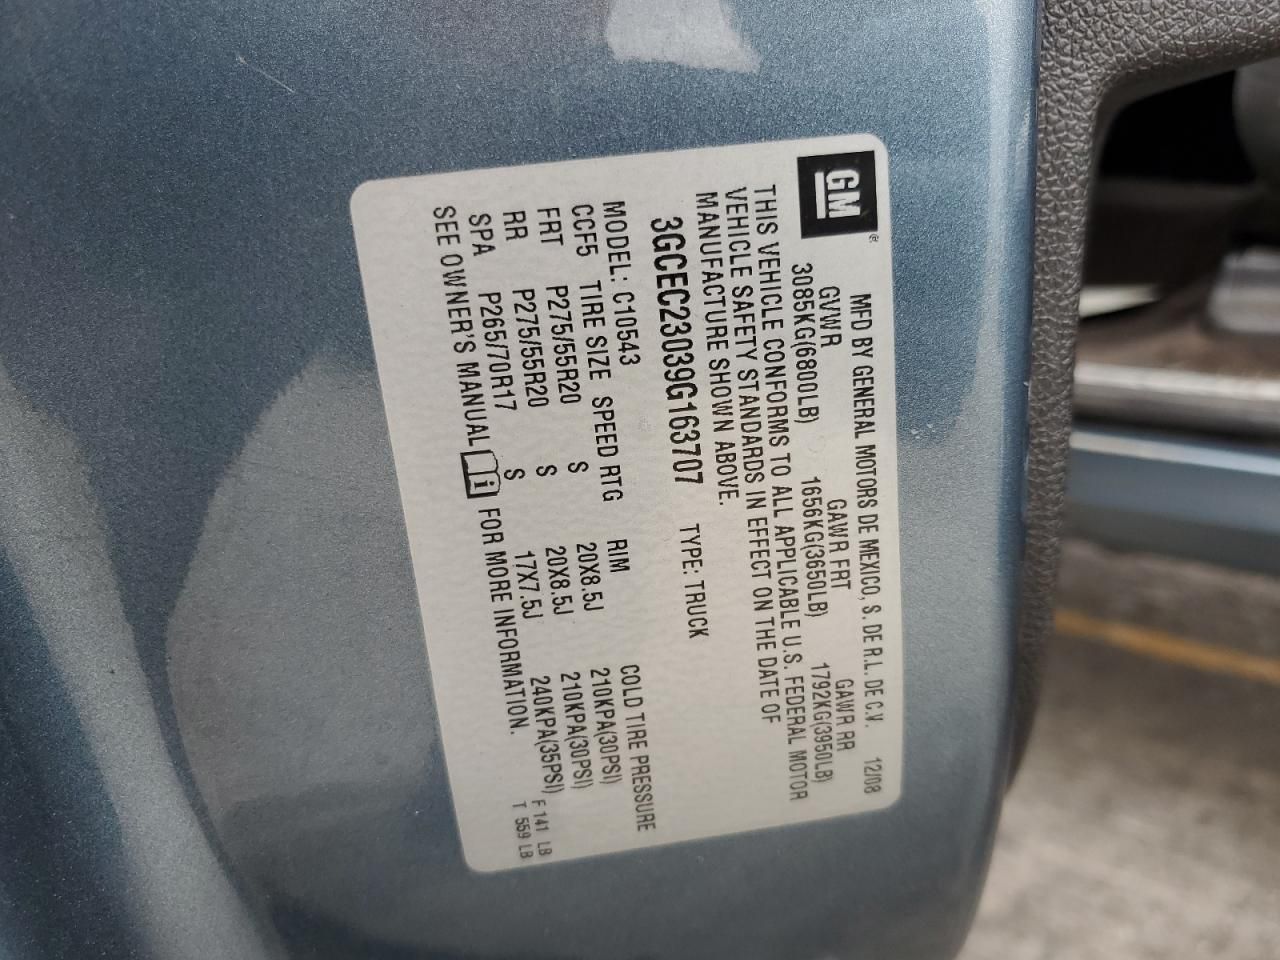 GM®
MFD BY GENERAL MOTORS DE MEXICO, S. DE R.L. DE C.V. 12/08
GVWR GAWR FRT GAWR RR
3085KG(6800LB) 1656KG(3650LB) 1792KG(3950LB)
THIS VEHICLE CONFORMS TO ALL APPLICABLE U.S. FEDERAL MOTOR
VEHICLE SAFETY STANDARDS IN EFFECT ON THE DATE OF
MANUFACTURE SHOWN ABOVE.
3GCEC23039G163707 TYPE: TRUCK
MODEL: C10543
CCF5 TIRE SIZE SPEED RTG RIM COLD TIRE PRESSURE
FRT P275/55R20 S 20X8.5J 210KPA(30PSI)
RR P275/55R20 S 20X8.5J 210KPA(30PSI)
SPA P265/70R17 S 17X7.5J 240KPA(35PSI)
SEE OWNER'S MANUAL i FOR MORE INFORMATION.
F 141 LB
T 559 LB